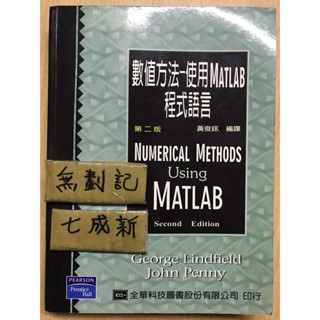 數值方法-使用MATLAB
程式語言
第二版 黃俊銘 編譯
NUMERICAL METHODS
Using
MATLAB
無劃記
七成新
Second Edition
George Lindfield
John Penny
PEARSON
Prentice
Hall
全華科技圖書股份有限公司 印行